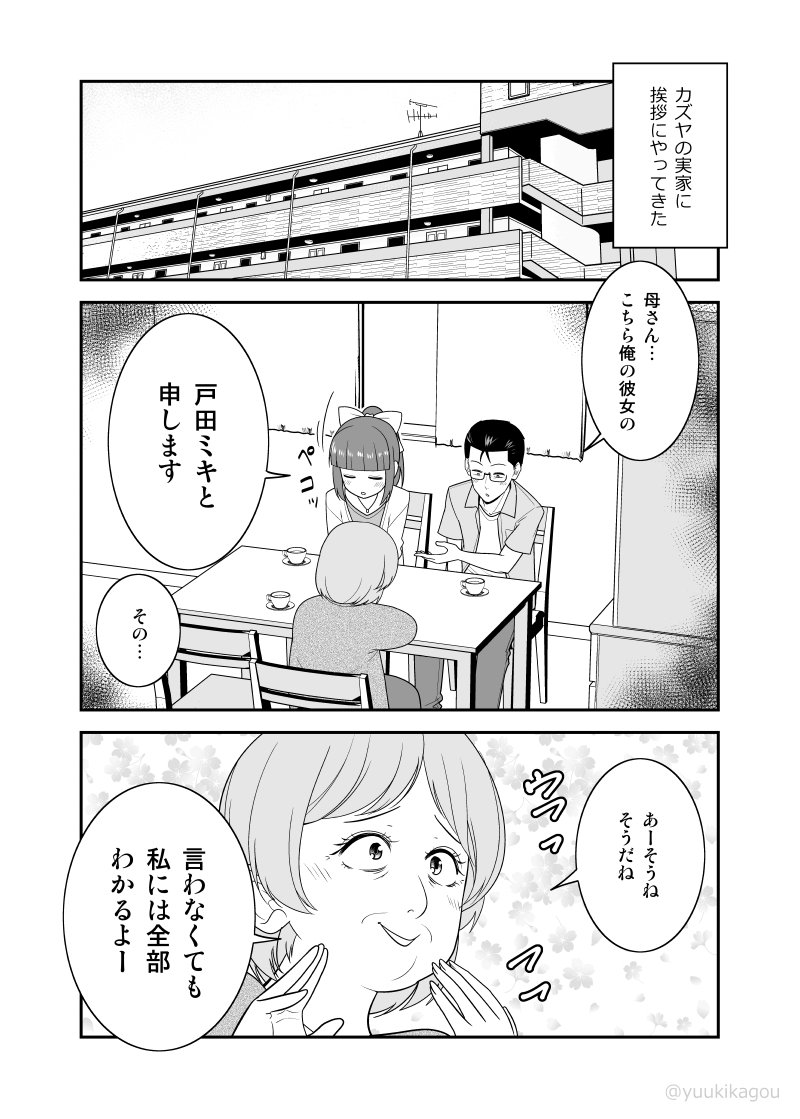 カズヤの実家に
挨拶にやってきた
母さん…
こちら俺の彼女の
ペコッ
戸田ミキと
申します
その…
あーそうね
そうだね
ウフっ
ふふ
言わなくても
私には全部
わかるよー
@yuukikagou